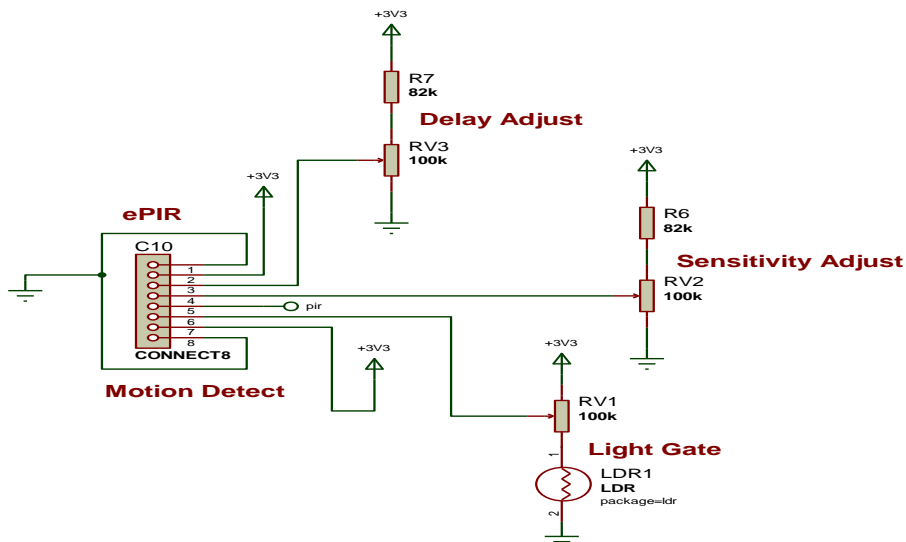 +3V3
R7
82k
Delay Adjust
RV3
100k
+3V3
+3V3
ePIR
R6
82k
C10
Sensitivity Adjust
1
2
RV2
3
100k
4
pir
5
6
7
+3V3
+3V3
8
CONNECT8
Motion Detect
RV1
100k
Light Gate
1
LDR1
LDR
package=ldr
2